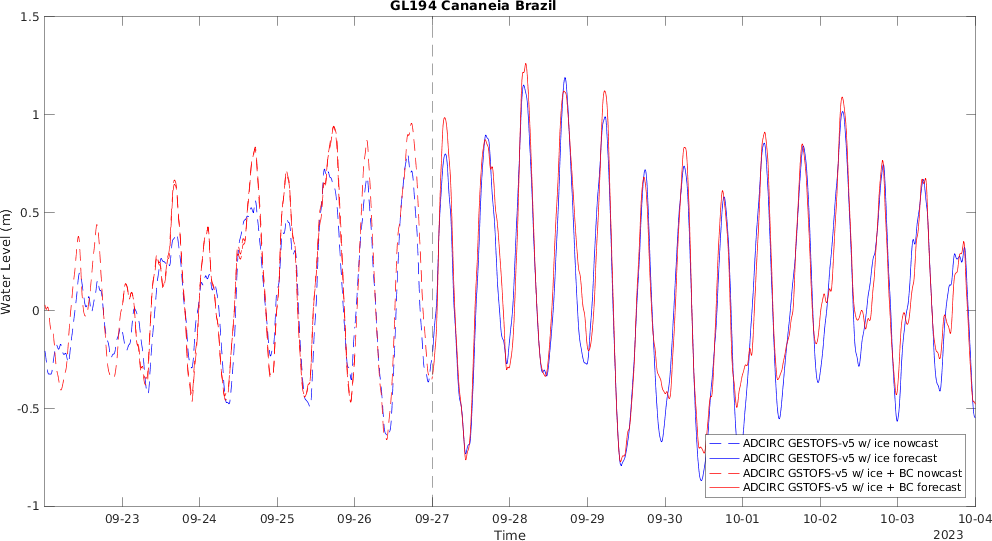 GL194 Cananeia Brazil
1.5
1
0.5
0
-0.5
-1
Water Level (m)
ADCIRC GESTOFS-v5 w/ ice nowcast
ADCIRC GESTOFS-v5 w/ ice forecast
ADCIRC GSTOFS-v5 w/ ice + BC nowcast
ADCIRC GSTOFS-v5 w/ ice + BC forecast
09-23 09-24 09-25 09-26 09-27 09-28 09-29 09-30 10-01 10-02 10-03 10-04
Time
2023